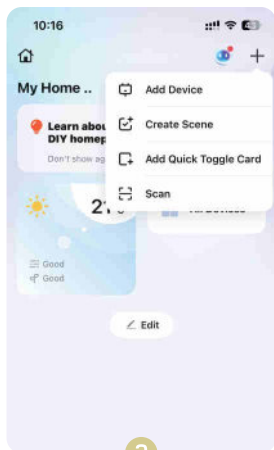 10:16
My Home ..
Add Device
Create Scene
Add Quick Toggle Card
Scan
Learn abou
DIY homep
Don't show ag
Good
Good
Edit